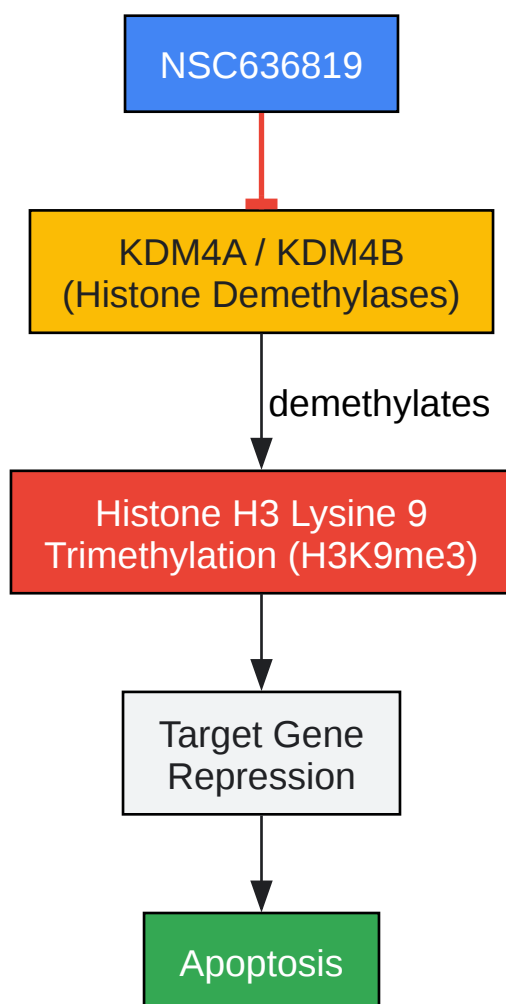 NSC636819
KDM4A / KDM4B
(Histone Demethylases)
demethylates
Histone H3 Lysine 9
Trimethylation (H3K9me3)
Target Gene
Repression
Apoptosis